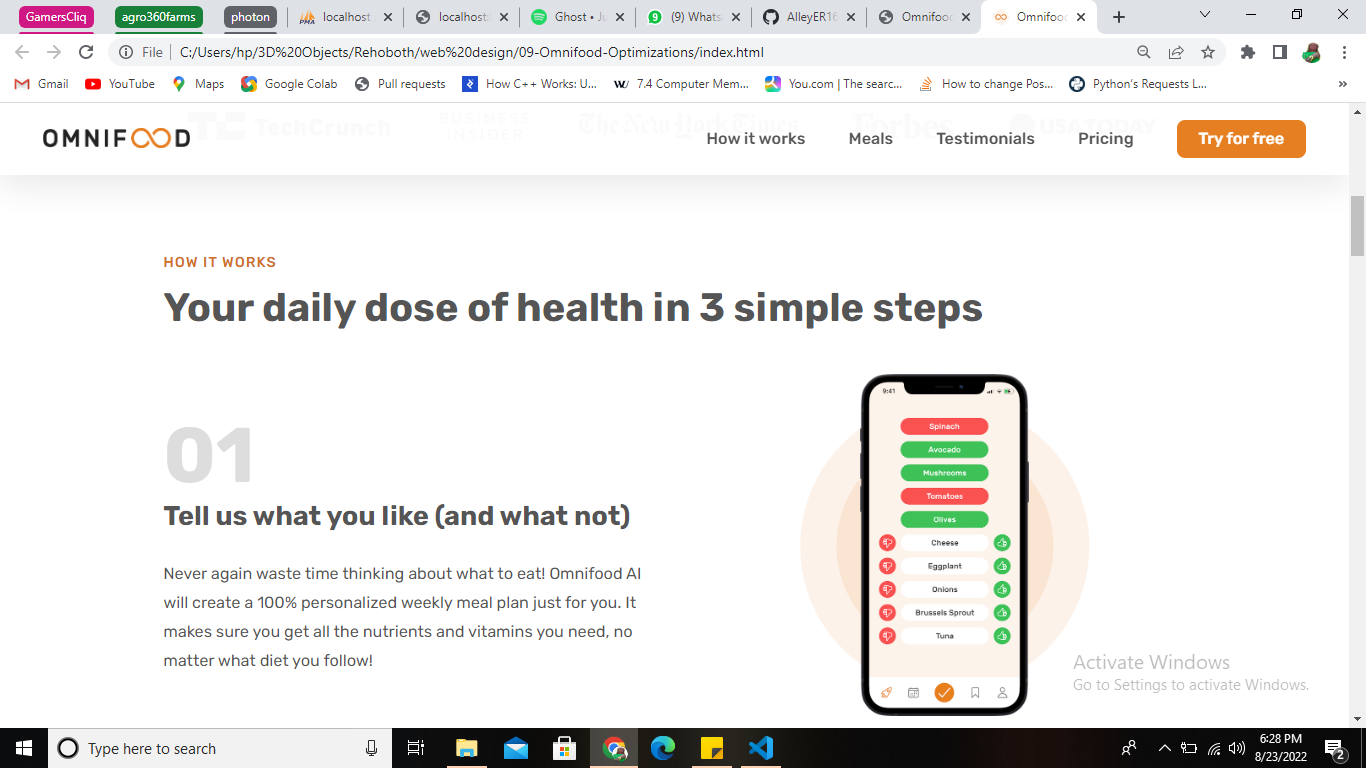 GamersCliq agro360farms photon localhost localhost: Ghost • Ju (9) Whats AlleyER16 Omnifood Omnifood
File C:/Users/hp/3D%20Objects/Rehoboth/web%20design/09-Omnifood-Optimizations/index.html
Gmail YouTube Maps Google Colab Pull requests How C++ Works: U... 7.4 Computer Mem... You.com | The searc... How to change Pos... Python's Requests L... »
TechCrunch BUSINESS INSIDER The New York Times Forbes USA TODAY
OMNIFOOD How it works Meals Testimonials Pricing Try for free
HOW IT WORKS
Your daily dose of health in 3 simple steps
01
Tell us what you like (and what not)
Never again waste time thinking about what to eat! Omnifood AI
will create a 100% personalized weekly meal plan just for you. It
makes sure you get all the nutrients and vitamins you need, no
matter what diet you follow!
9:41
Spinach
Avocado
Mushrooms
Tomatoes
Olives
Cheese
Eggplant
Onions
Brussels Sprout
Tuna
Activate Windows
Go to Settings to activate Windows.
Type here to search
6:28 PM
8/23/2022
2